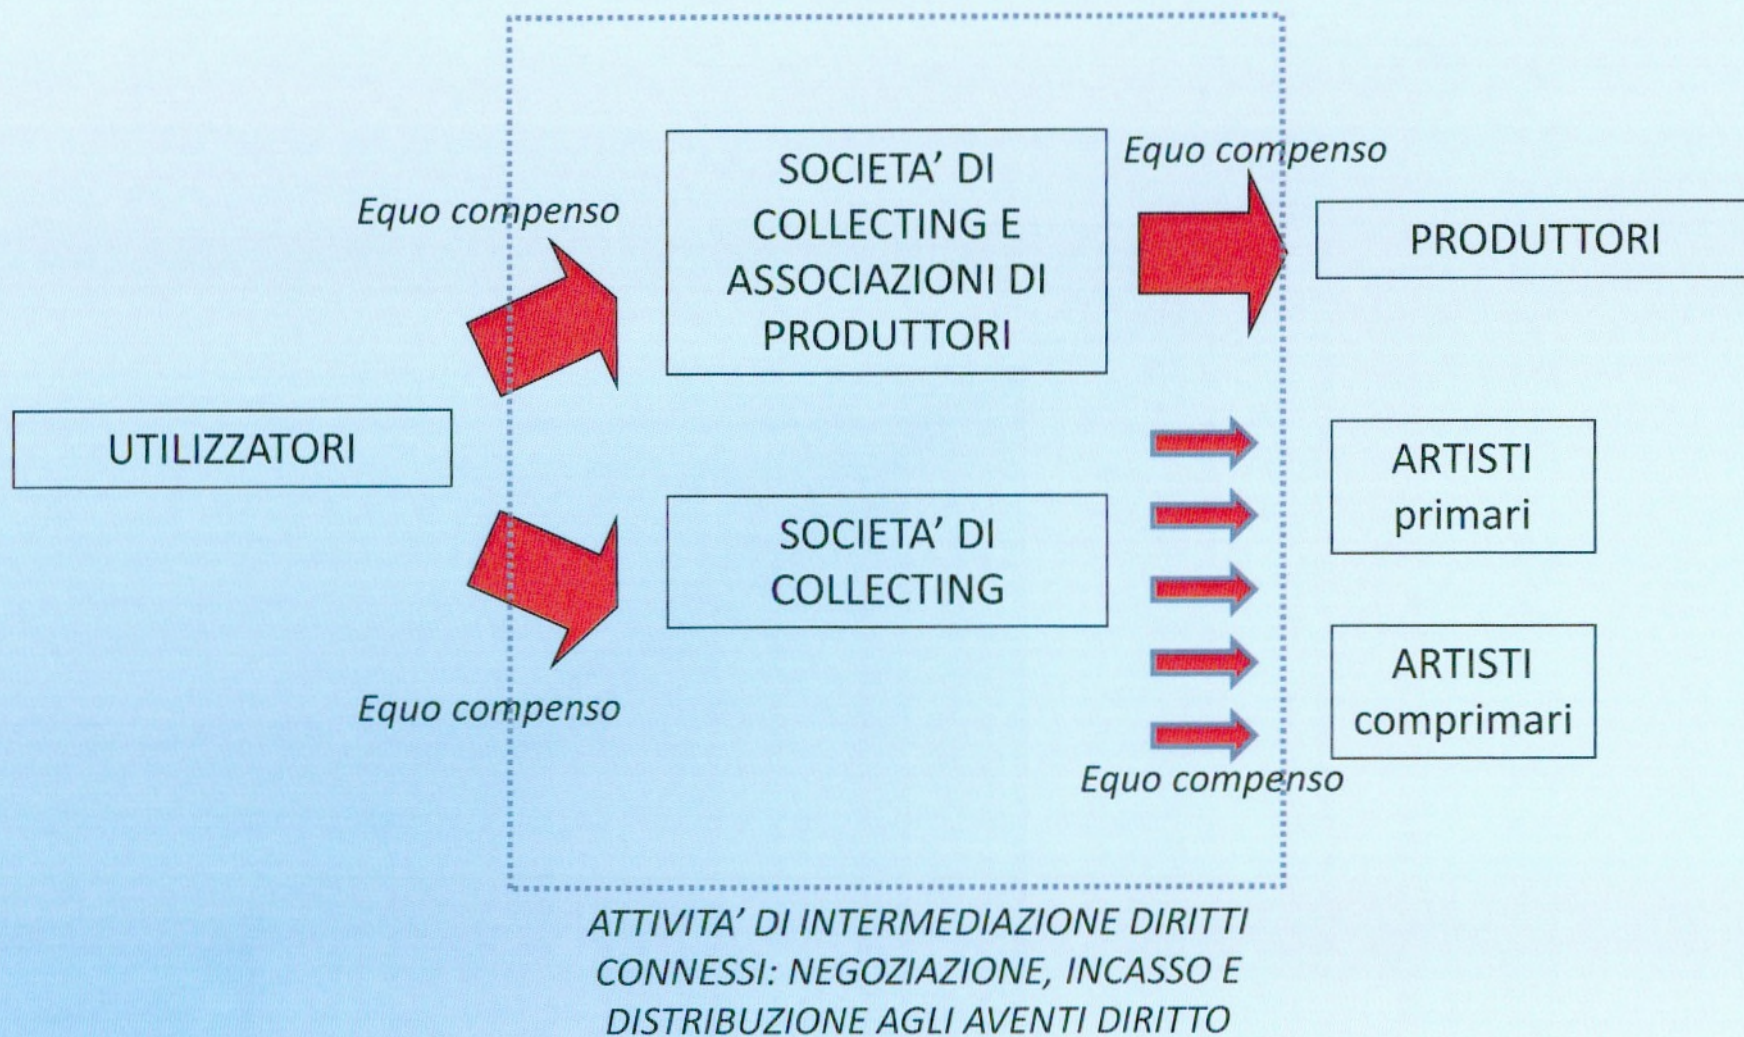 Equo compenso
SOCIETA’ DI
COLLECTING E
ASSOCIAZIONI DI
PRODUTTORI
Equo compenso
PRODUTTORI
UTILIZZATORI
SOCIETA’ DI
COLLECTING
ARTISTI
primari
ARTISTI
comprimari
Equo compenso
Equo compenso
ATTIVITA’ DI INTERMEDIAZIONE DIRITTI
CONNESSI: NEGOZIAZIONE, INCASSO E
DISTRIBUZIONE AGLI AVENTI DIRITTO